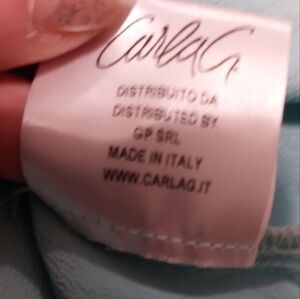 CarlaG.
DISTRIBUITO DA
DISTRIBUTED BY
GP SRL
MADE IN ITALY
WWW.CARLAG.IT